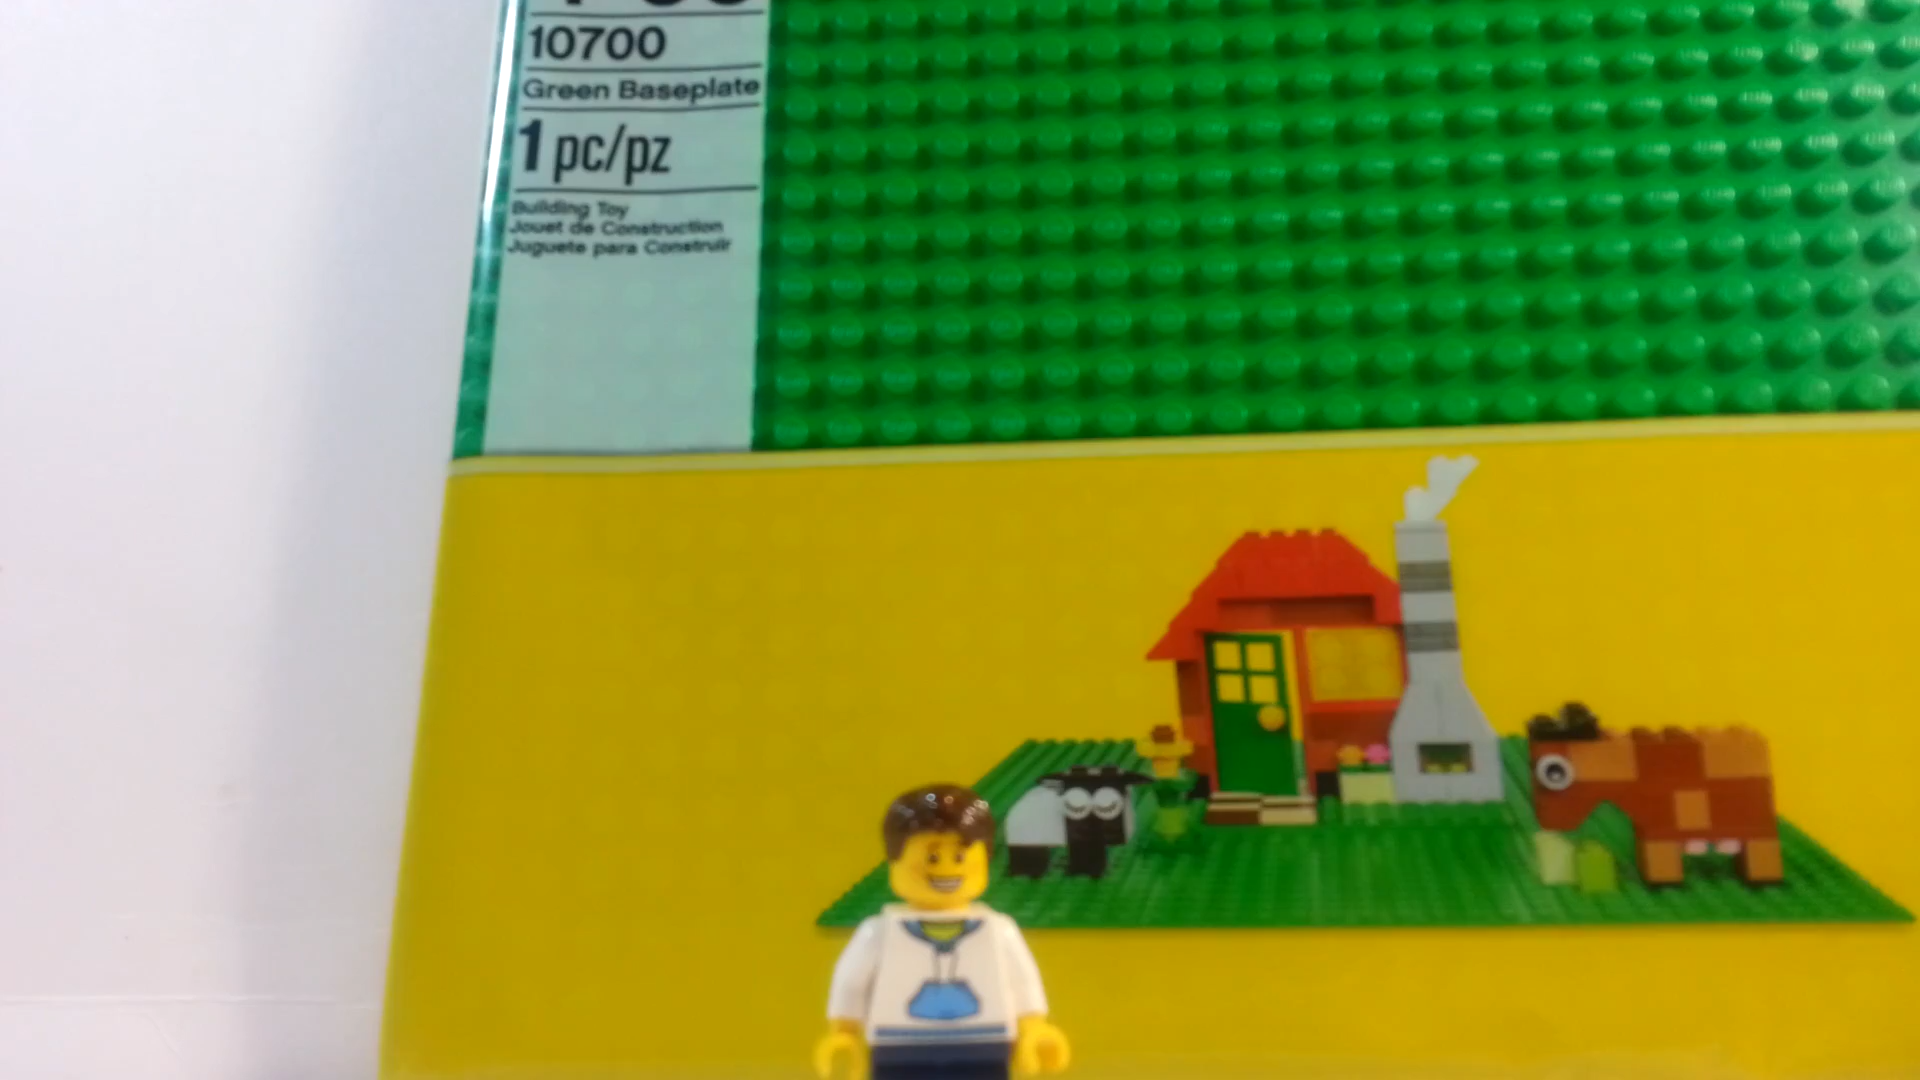 10700
Green Baseplate
1 pc/pz
Building Toy
Jouet de Construction
Juguete para Construir